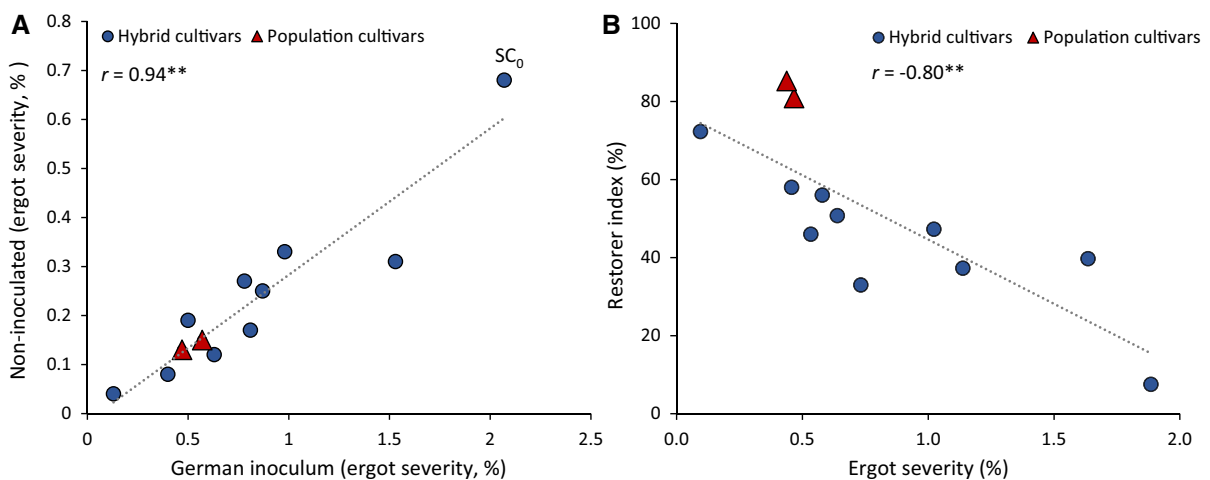 A
Hybrid cultivars
Population cultivars
r = 0.94**
SC0
Non-inoculated (ergot severity, % )
0.8
0.7
0.6
0.5
0.4
0.3
0.2
0.1
0
0 0.5 1 1.5 2 2.5
German inoculum (ergot severity, %)
B
Hybrid cultivars
Population cultivars
r = -0.80**
Restorer index (%)
100
80
60
40
20
0
0.0 0.5 1.0 1.5 2.0
Ergot severity (%)